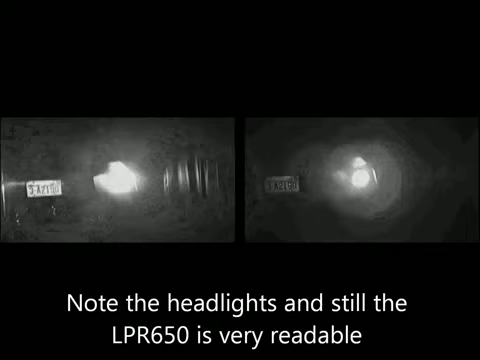 Note the headlights and still the
LPR650 is very readable